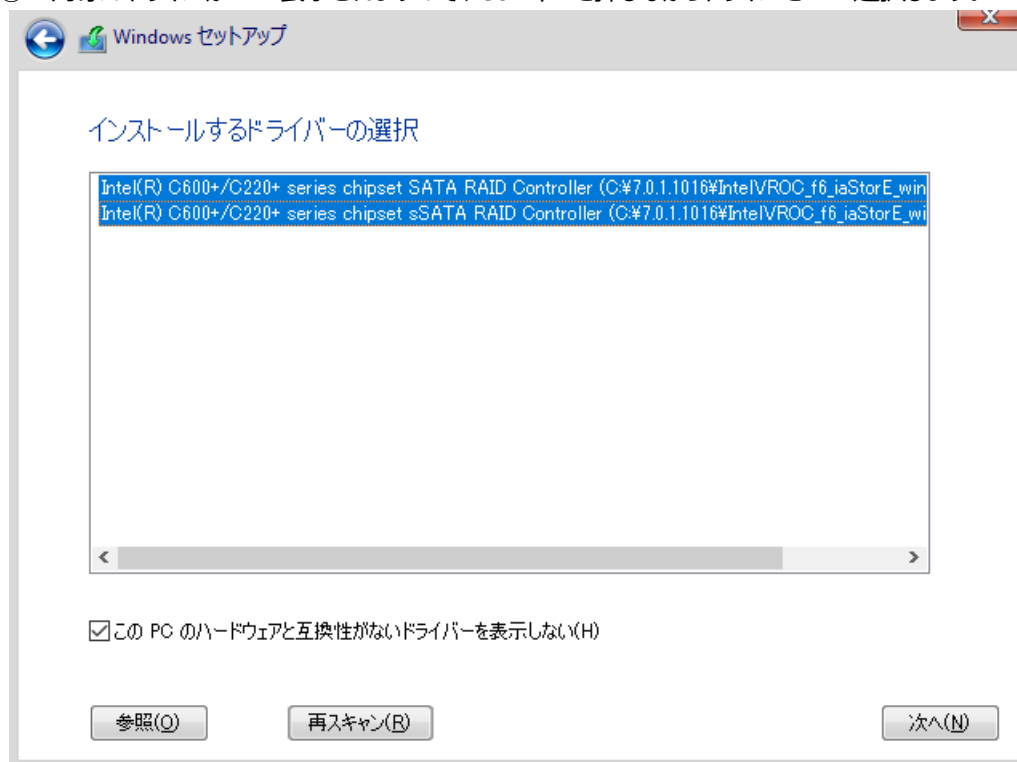 Windows セットアップ
インストールするドライバーの選択
Intel(R) C600+/C220+ series chipset SATA RAID Controller (C:¥7.0.1.1016¥IntelVROC_f6_iaStorE_win
Intel(R) C600+/C220+ series chipset sSATA RAID Controller (C:¥7.0.1.1016¥IntelVROC_f6_iaStorE_wi
この PC のハードウェアと互換性がないドライバーを表示しない(H)
参照(O)
再スキャン(R)
次へ(N)